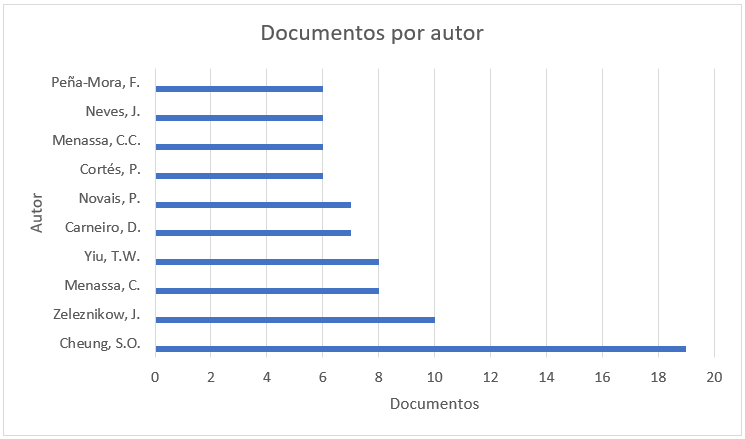 Documentos por autor
Peña-Mora, F.
Neves, J.
Menassa, C.C.
Cortés, P.
Novais, P.
Carneiro, D.
Yiu, T.W.
Menassa, C.
Zeleznikow, J.
Cheung, S.O.
Autor
0 2 4 6 8 10 12 14 16 18 20
Documentos